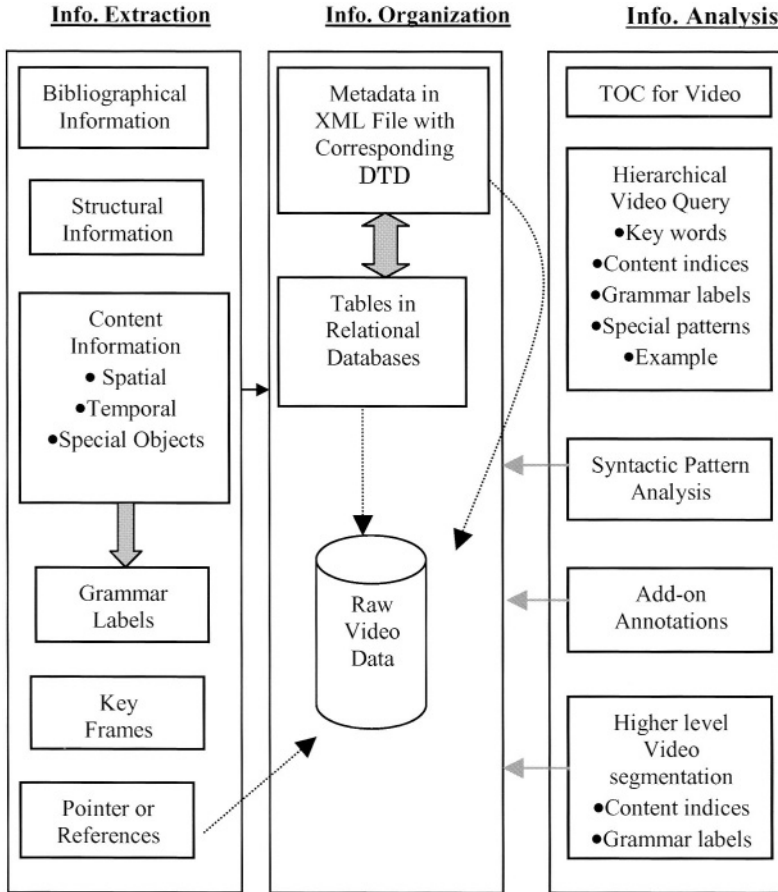 Info. Extraction
Bibliographical
Information
Structural
Information
Content
Information
● Spatial
●Temporal
●Special Objects
Grammar
Labels
Key
Frames
Pointer or
References
Info. Organization
Metadata in
XML File with
Corresponding
DTD
Tables in
Relational
Databases
Raw
Video
Data
Info. Analysis
TOC for Video
Hierarchical
Video Query
●Key words
●Content indices
●Grammar labels
●Special patterns
●Example
Syntactic Pattern
Analysis
Add-on
Annotations
Higher level
Video
segmentation
●Content indices
●Grammar labels